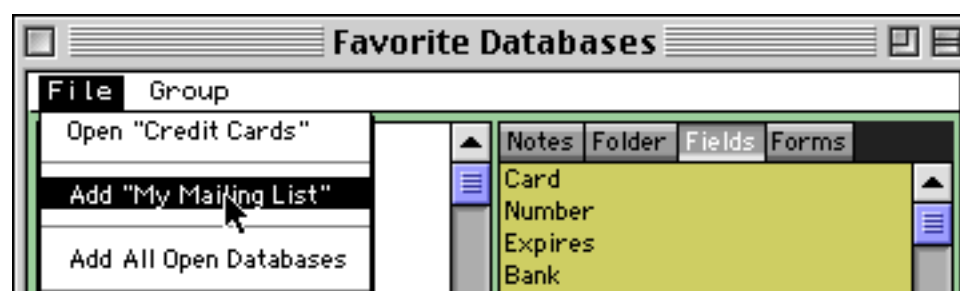 Favorite Databases
File Group
Open "Credit Cards"
Add "My Mailing List"
Add All Open Databases
Notes Folder Fields Forms
Card
Number
Expires
Bank